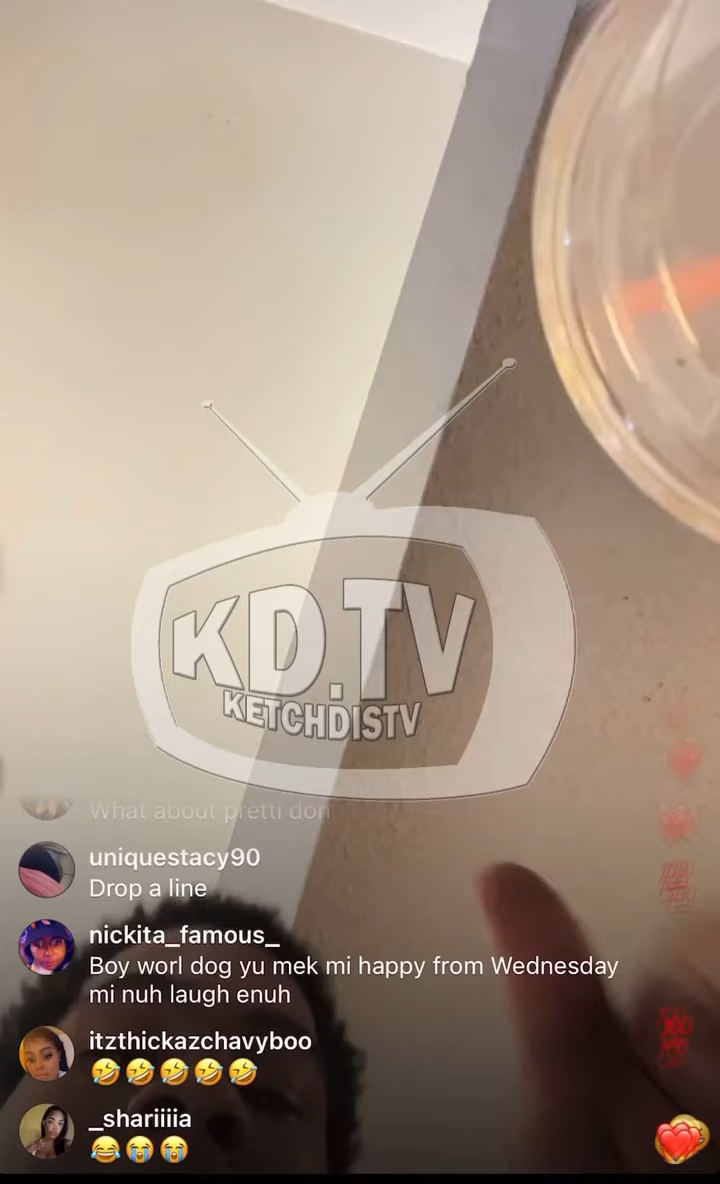 KD.TV
KETCHDISTV
What about pretti don
uniquestacy90
Drop a line
nickita_famous_
Boy worl dog yu mek mi happy from Wednesday
mi nuh laugh enuh
itzthickazchavyboo
🤣🤣🤣🤣🤣
_shariiiia
😂😭😭